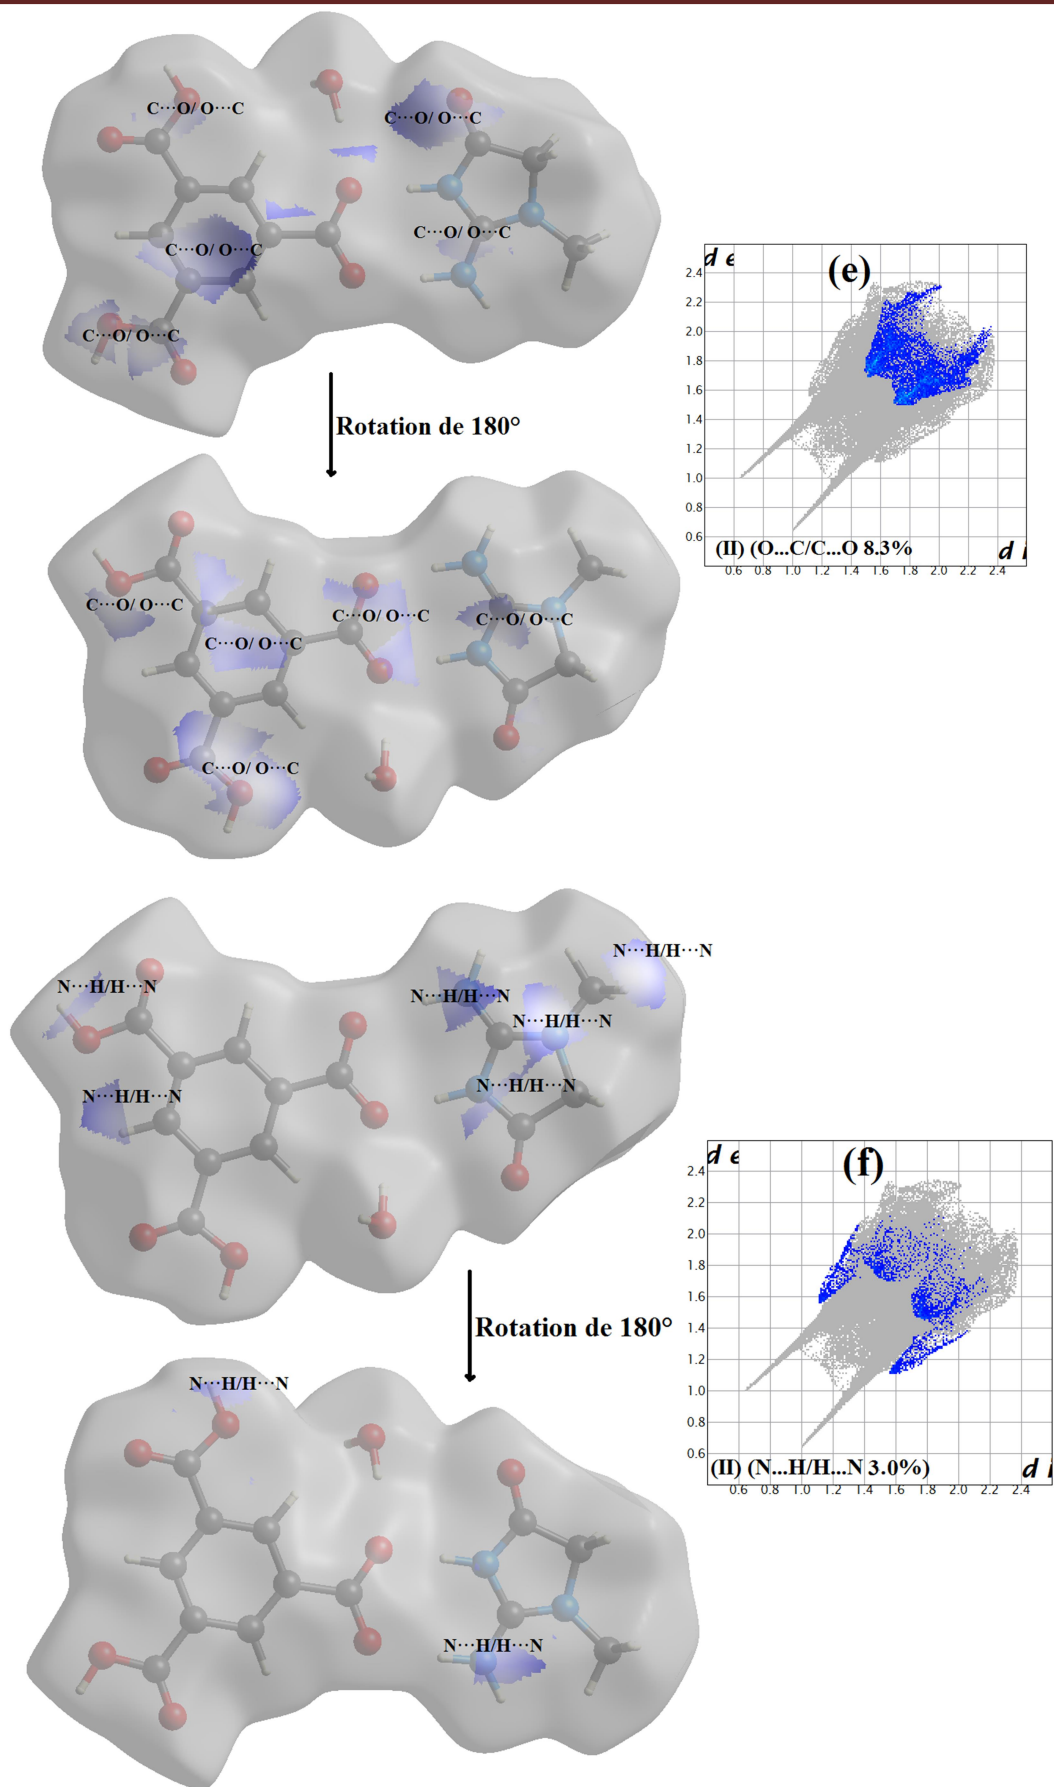 C···O/ O···C
C···O/ O···C
C···O/ O···C
C···O/ O···C
C···O/ O···C
Rotation de 180°
d e
(e)
2.4
2.2
2.0
1.8
1.6
1.4
1.2
1.0
0.8
0.6
(II) (O...C/C...O 8.3%
d i
0.6 0.8 1.0 1.2 1.4 1.6 1.8 2.0 2.2 2.4
C···O/ O···C
C···O/ O···C
C···O/ O···C
C···O/ O···C
C···O/ O···C
N···H/H···N
N···H/H···N
N···H/H···N
N···H/H···N
N···H/H···N
N···H/H···N
Rotation de 180°
d e
(f)
2.4
2.2
2.0
1.8
1.6
1.4
1.2
1.0
0.8
0.6
(II) (N...H/H...N 3.0%)
d i
0.6 0.8 1.0 1.2 1.4 1.6 1.8 2.0 2.2 2.4
N···H/H···N
N···H/H···N